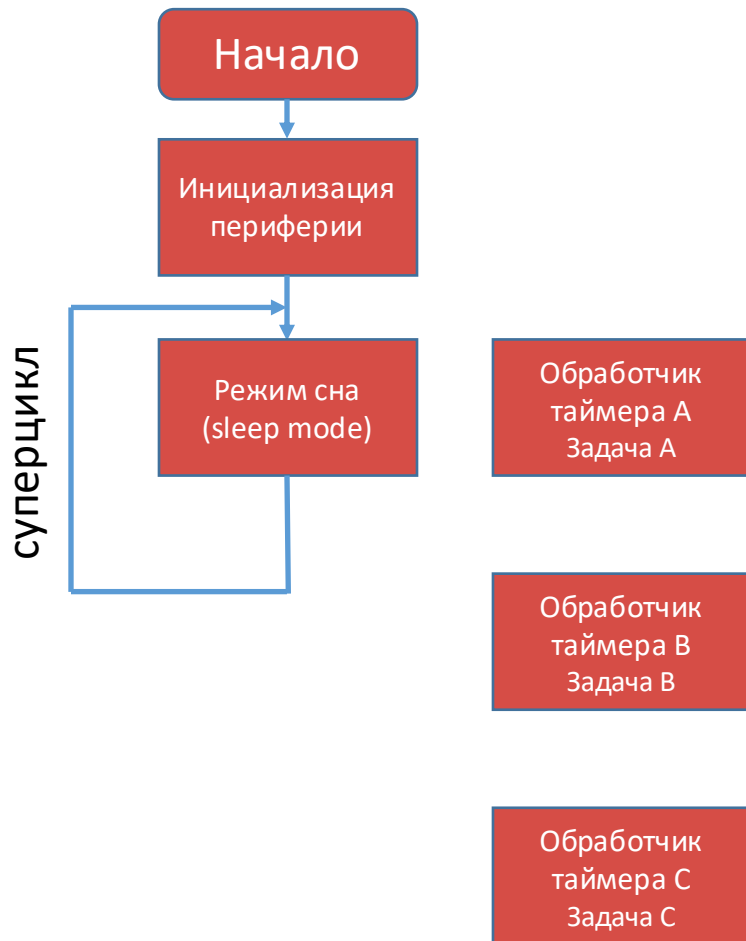 Начало
Инициализация
периферии
суперцикл
Режим сна
(sleep mode)
Обработчик
таймера A
Задача A
Обработчик
таймера B
Задача B
Обработчик
таймера C
Задача C